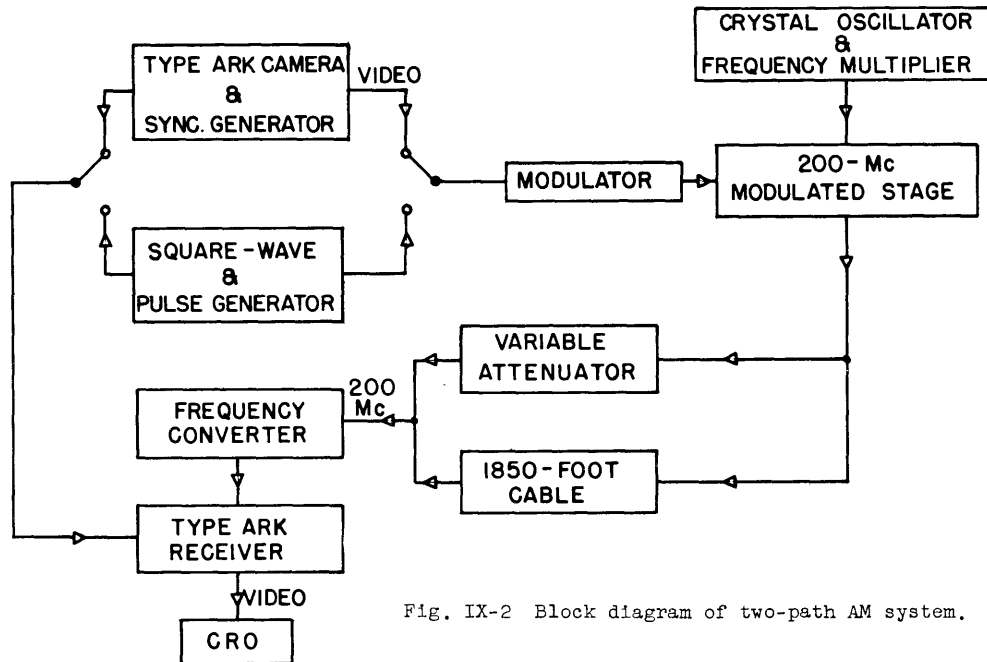 CRYSTAL OSCILLATOR
&
FREQUENCY MULTIPLIER
TYPE ARK CAMERA
&
SYNC. GENERATOR
VIDEO
MODULATOR
200-MC
MODULATED STAGE
SQUARE-WAVE
&
PULSE GENERATOR
VARIABLE
ATTENUATOR
200
MC
FREQUENCY
CONVERTER
1850-FOOT
CABLE
TYPE ARK
RECEIVER
VIDEO
CRO
Fig. IX-2 Block diagram of two-path AM system.